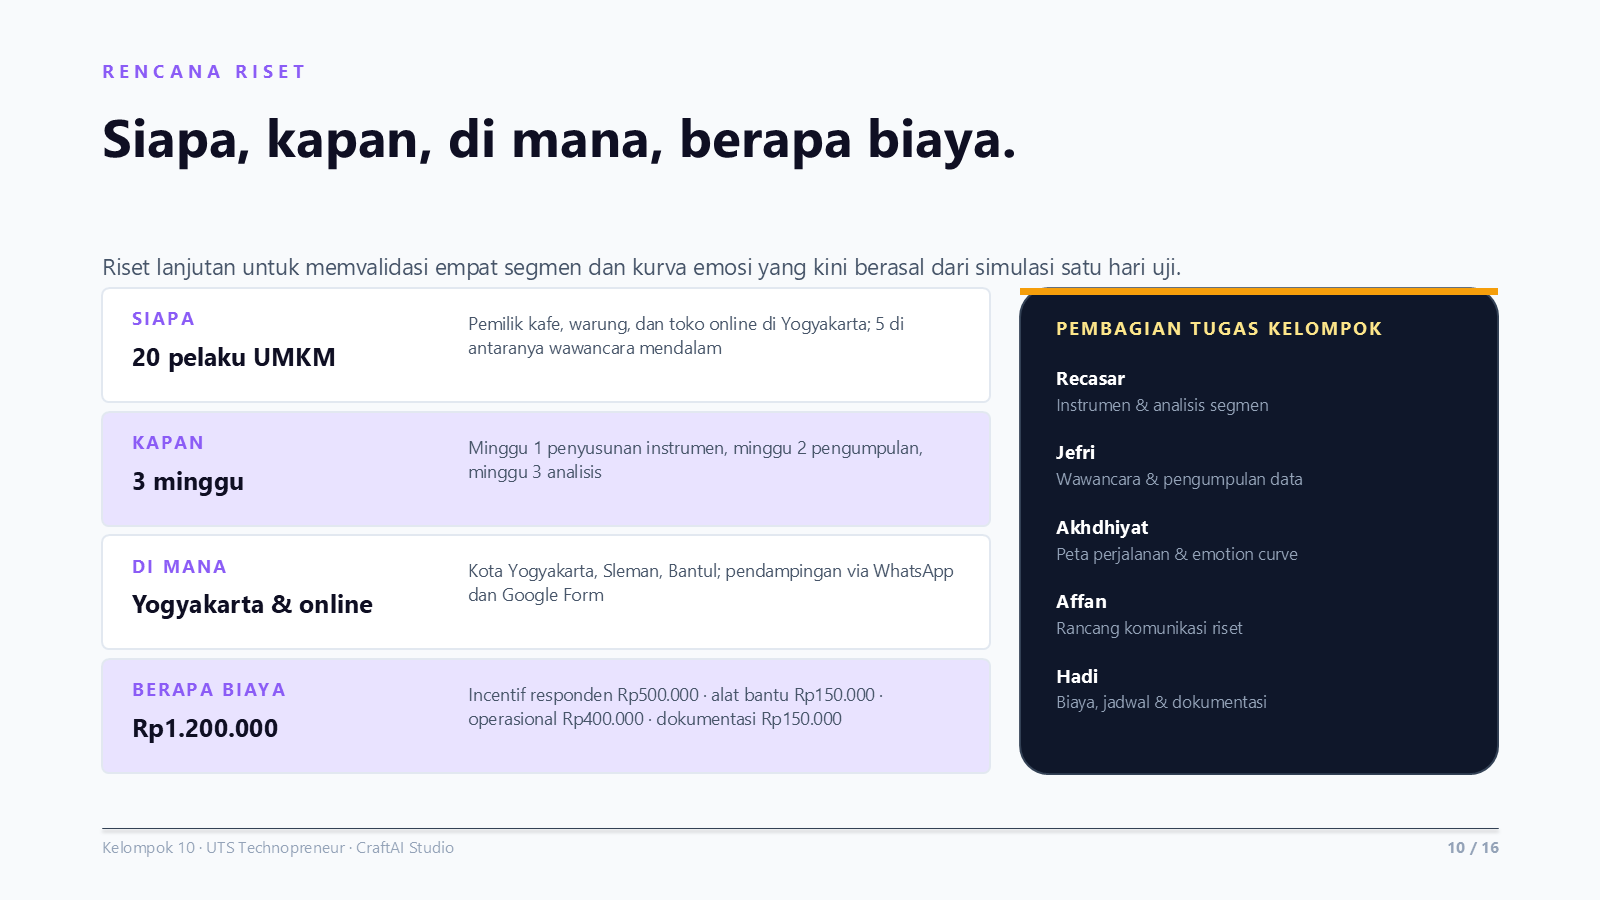 RENCANA RISET
Siapa, kapan, di mana, berapa biaya.
Riset lanjutan untuk memvalidasi empat segmen dan kurva emosi yang kini berasal dari simulasi satu hari uji.
SIAPA
20 pelaku UMKM
Pemilik kafe, warung, dan toko online di Yogyakarta; 5 di
antaranya wawancara mendalam
KAPAN
3 minggu
Minggu 1 penyusunan instrumen, minggu 2 pengumpulan,
minggu 3 analisis
DI MANA
Yogyakarta & online
Kota Yogyakarta, Sleman, Bantul; pendampingan via WhatsApp
dan Google Form
BERAPA BIAYA
Rp1.200.000
Incentif responden Rp500.000 · alat bantu Rp150.000 ·
operasional Rp400.000 · dokumentasi Rp150.000
PEMBAGIAN TUGAS KELOMPOK
Recasar
Instrumen & analisis segmen
Jefri
Wawancara & pengumpulan data
Akhdhiyat
Peta perjalanan & emotion curve
Affan
Rancang komunikasi riset
Hadi
Biaya, jadwal & dokumentasi
Kelompok 10 · UTS Technopreneur · CraftAI Studio
10 / 16